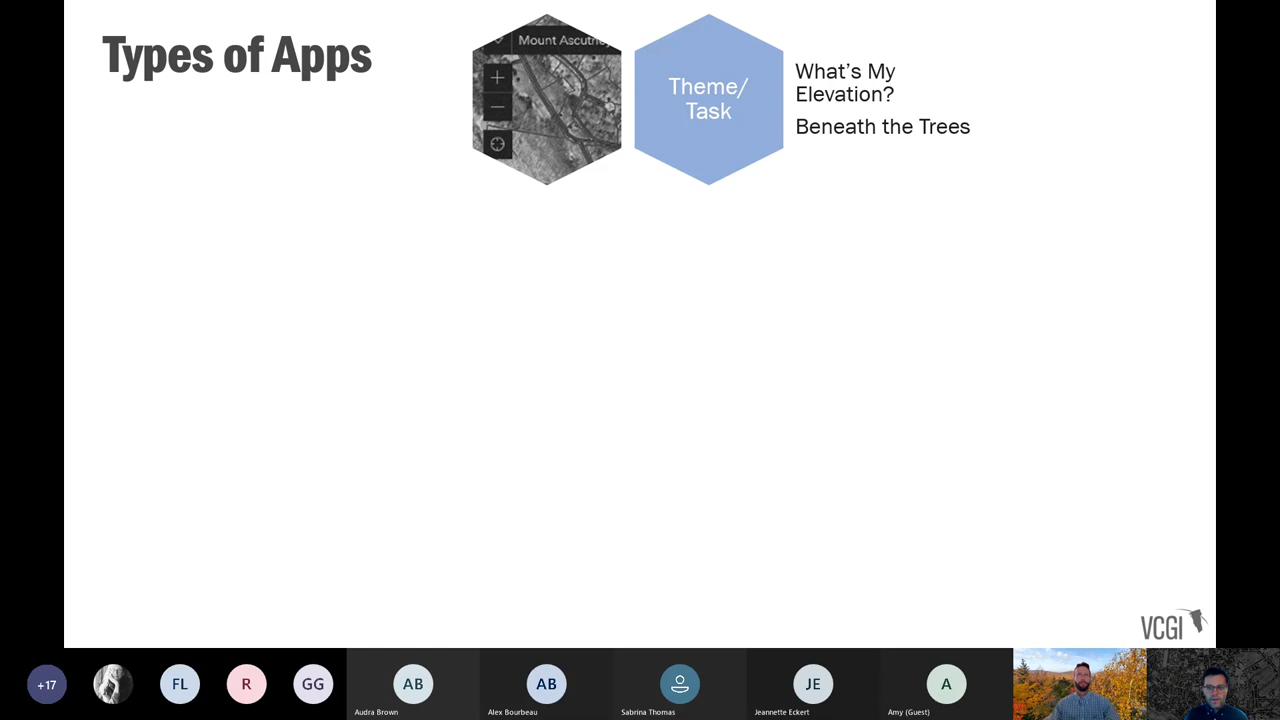 Types of Apps
Mount Ascutney
Theme/
Task
What's My
Elevation?
Beneath the Trees
VCGI
+17
FL
R
GG
AB
AB
JE
A
Audra Brown
Alex Bourbeau
Sabrina Thomas
Jeannette Eckert
Amy (Guest)